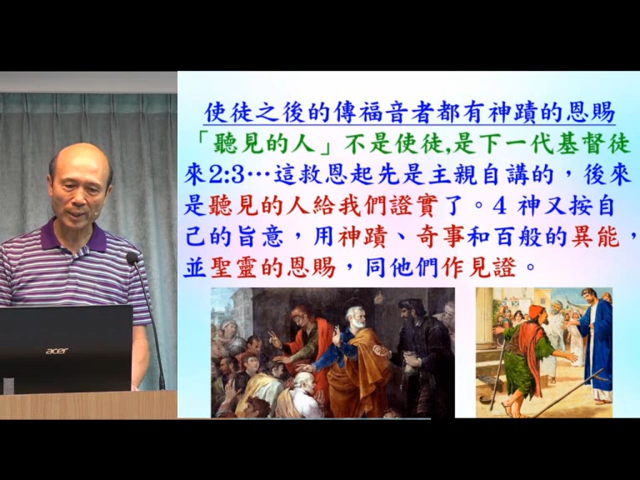 使徒之後的傳福音者都有神蹟的恩賜
「聽見的人」不是使徒,是下一代基督徒
來2:3…這救恩起先是主親自講的，後來
是聽見的人給我們證實了。4 神又按自
己的旨意，用神蹟、奇事和百般的異能，
並聖靈的恩賜，同他們作見證。
acer